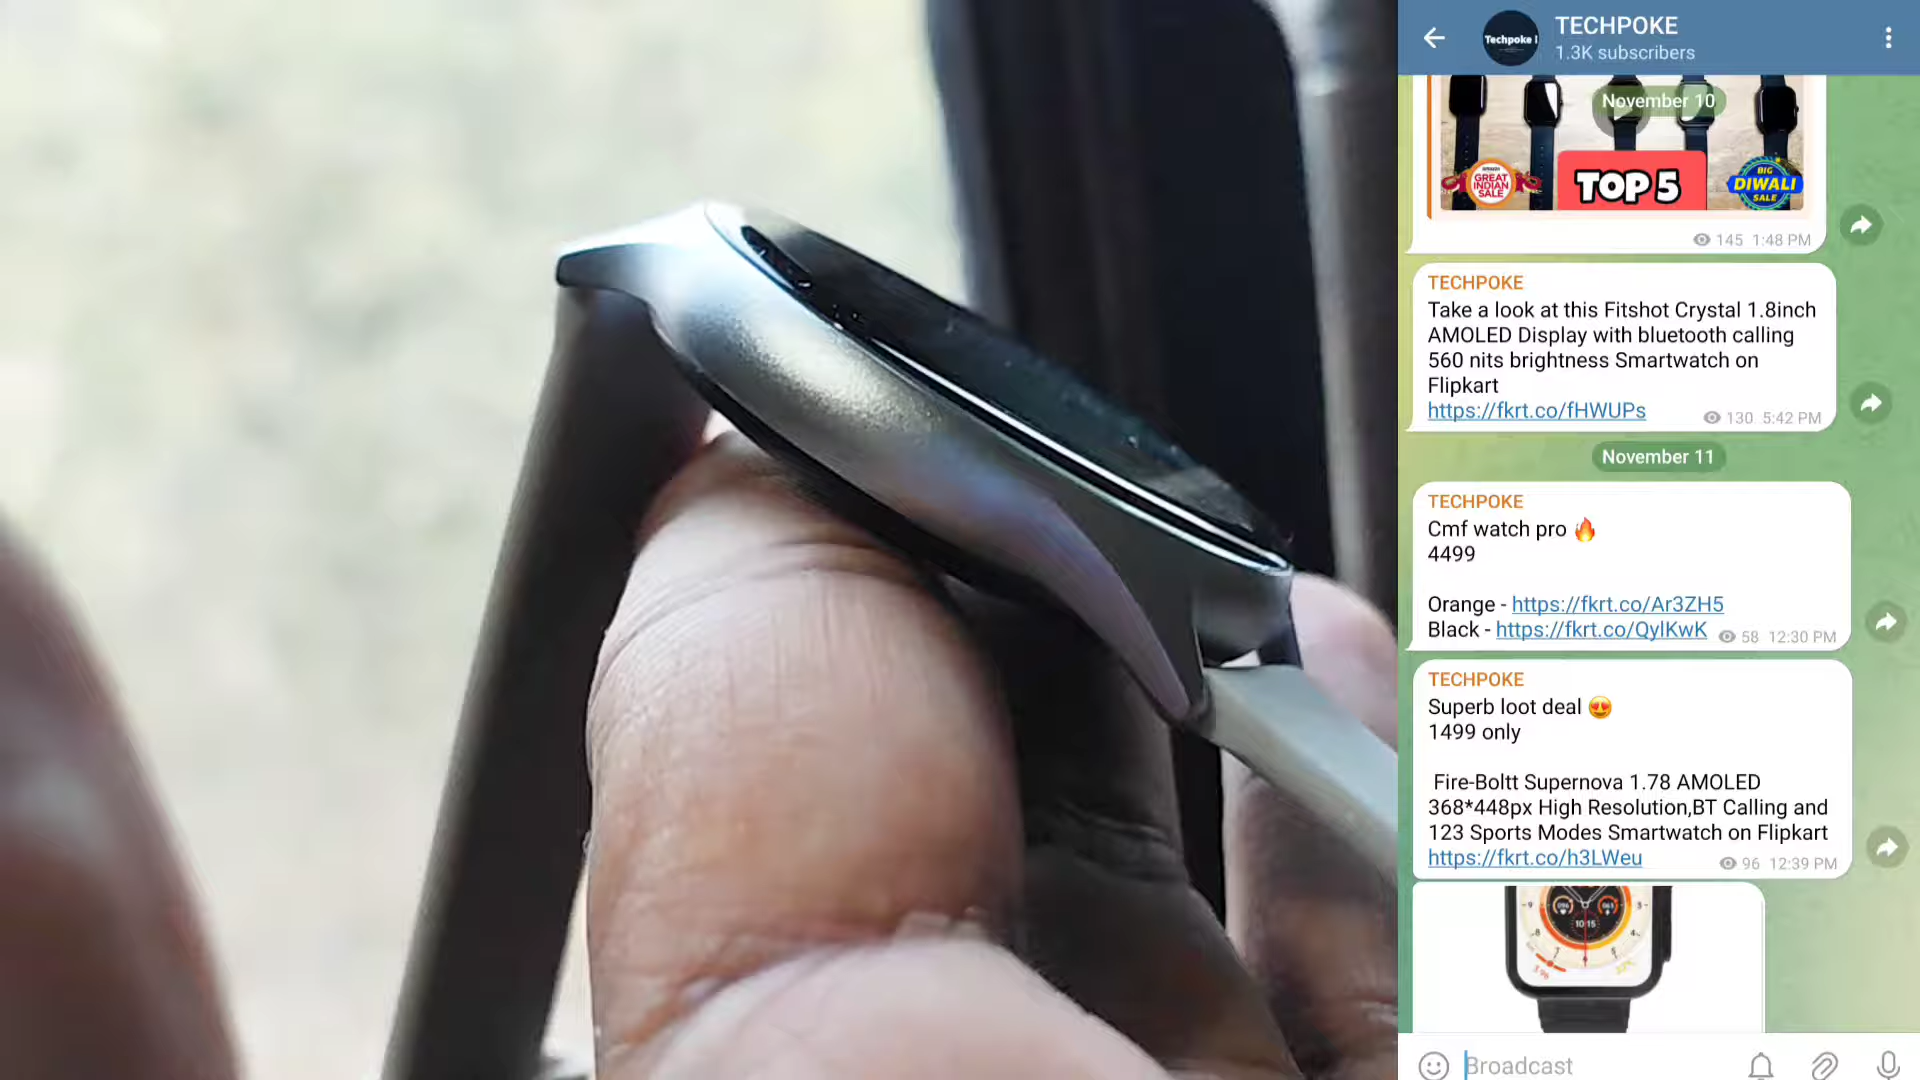 Techpoke i
TECHPOKE
1.3K subscribers
November 10
GREAT
INDIAN
SALE
TOP 5
BIG
DIWALI
SALE
145 1:48 PM
TECHPOKE
Take a look at this Fitshot Crystal 1.8inch
AMOLED Display with bluetooth calling
560 nits brightness Smartwatch on
Flipkart
https://fkrt.co/fHWUPs
130 5:42 PM
November 11
TECHPOKE
Cmf watch pro 🔥
4499
Orange - https://fkrt.co/Ar3ZH5
Black - https://fkrt.co/QylKwK
58 12:30 PM
TECHPOKE
Superb loot deal 😍
1499 only
Fire-Boltt Supernova 1.78 AMOLED
368*448px High Resolution,BT Calling and
123 Sports Modes Smartwatch on Flipkart
https://fkrt.co/h3LWeu
96 12:39 PM
10 15
Broadcast